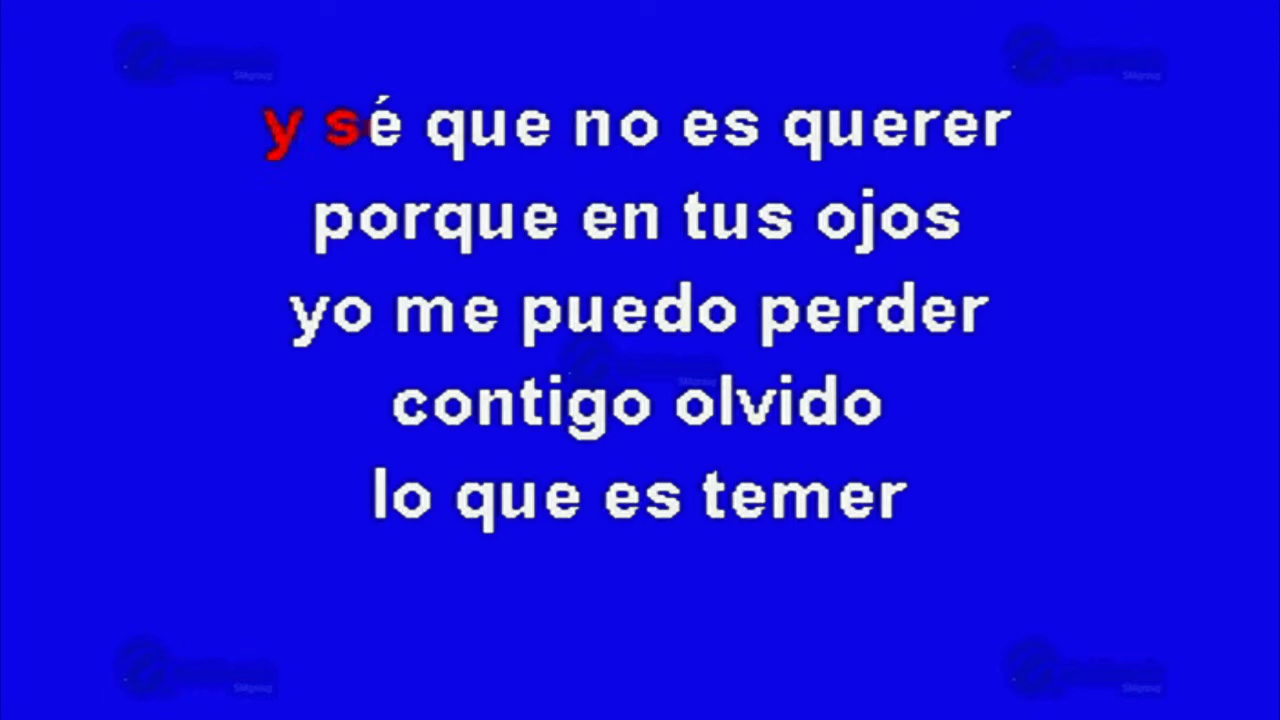 y sé que no es querer
porque en tus ojos
yo me puedo perder
contigo olvido
lo que es temer